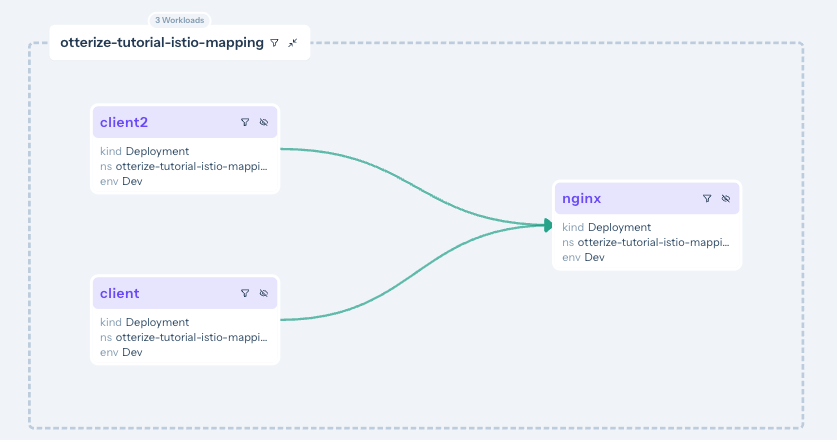 3 Workloads
otterize-tutorial-istio-mapping
client2
kind Deployment
ns otterize-tutorial-istio-mappi...
env Dev
nginx
kind Deployment
ns otterize-tutorial-istio-mappi...
env Dev
client
kind Deployment
ns otterize-tutorial-istio-mappi...
env Dev